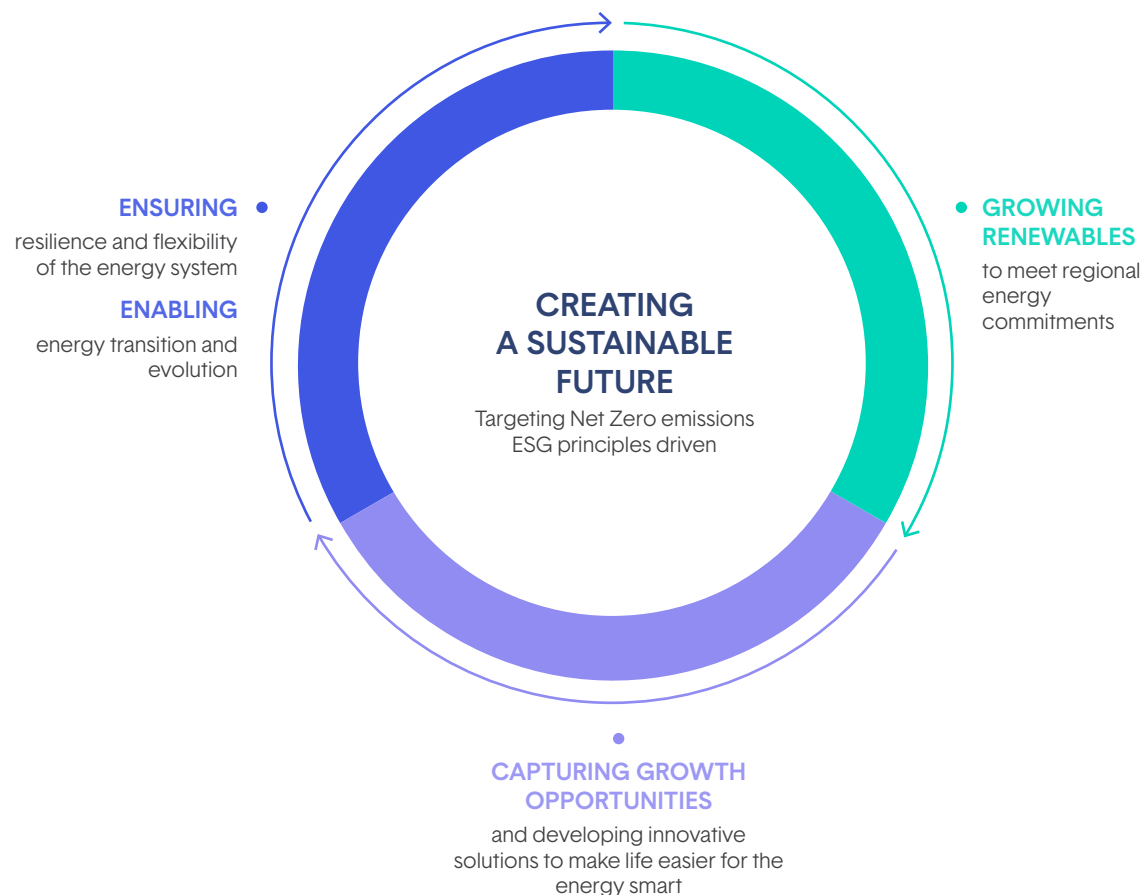 ENSURING
resilience and flexibility
of the energy system
ENABLING
energy transition and
evolution
CREATING
A SUSTAINABLE
FUTURE
Targeting Net Zero emissions
ESG principles driven
GROWING
RENEWABLES
to meet regional
energy
commitments
CAPTURING GROWTH
OPPORTUNITIES
and developing innovative
solutions to make life easier for the
energy smart